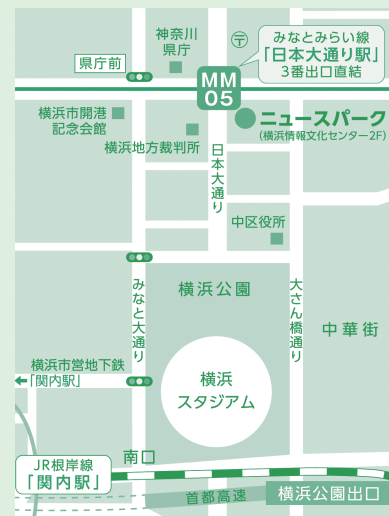 神奈川
県庁
〒
みなとみらい線
「日本大通り駅」
3番出口直結
県庁前
MM
05
横浜市開港
記念会館
ニュースパーク
(横浜情報文化センター2F)
横浜地方裁判所
日本大通り
中区役所
みなと大通り
横浜公園
大さん橋通り
中華街
横浜市営地下鉄
「関内駅」
横浜
スタジアム
南口
JR根岸線
「関内駅」
首都高速
横浜公園出口